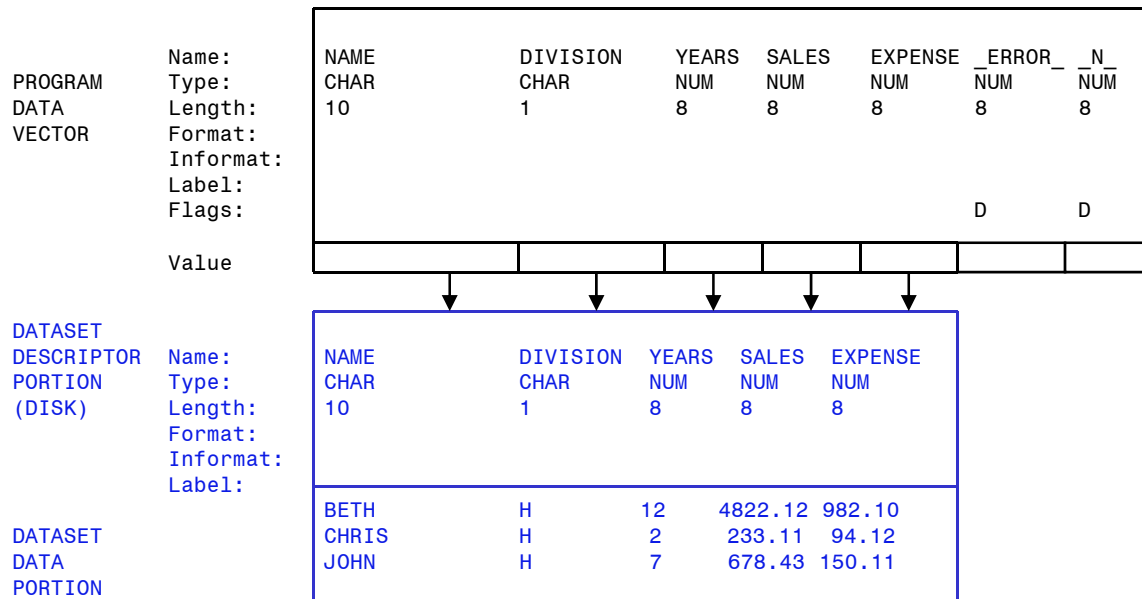 Name: NAME DIVISION YEARS SALES EXPENSE _ERROR_ _N_
PROGRAM Type: CHAR CHAR NUM NUM NUM NUM NUM
DATA Length: 10 1 8 8 8 8 8
VECTOR Format:
Informat:
Label:
Flags: D D
Value
DATASET
DESCRIPTOR Name: NAME DIVISION YEARS SALES EXPENSE
PORTION Type: CHAR CHAR NUM NUM NUM
(DISK) Length: 10 1 8 8 8
Format:
Informat:
Label:
BETH H 12 4822.12 982.10
DATASET CHRIS H 2 233.11 94.12
DATA JOHN H 7 678.43 150.11
PORTION